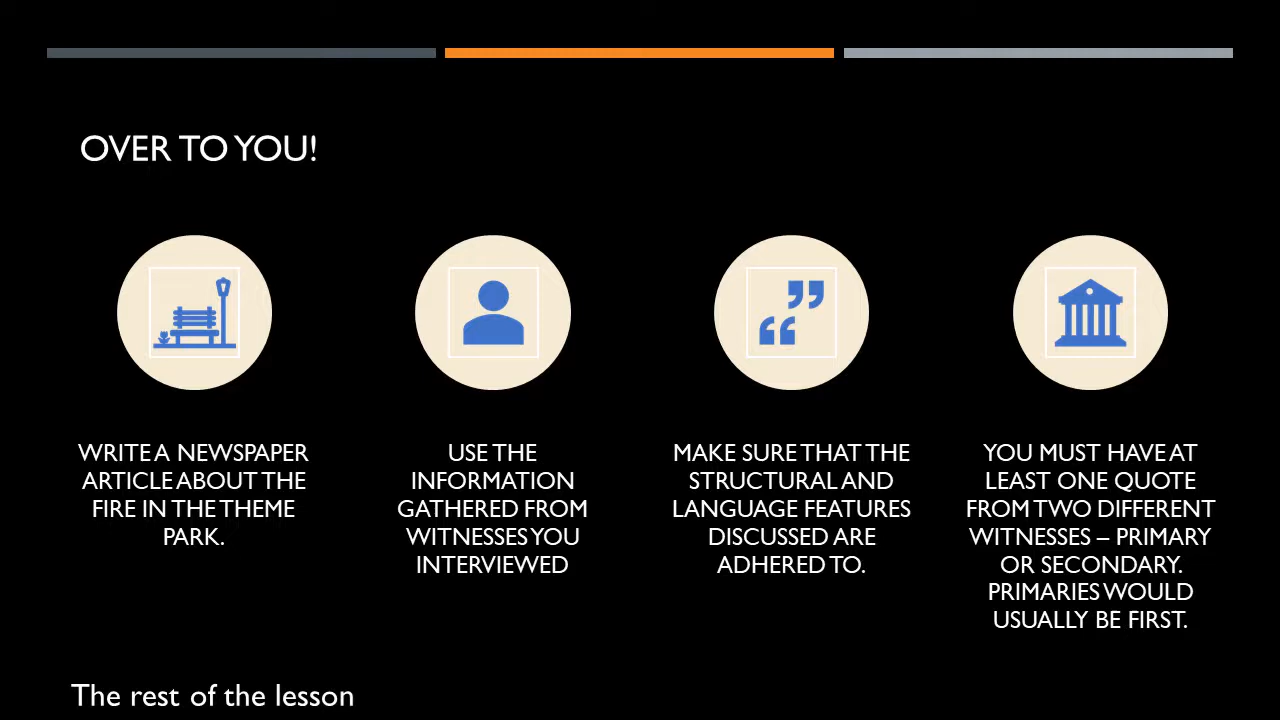 OVER TO YOU!
WRITE A NEWSPAPER
ARTICLE ABOUT THE
FIRE IN THE THEME
PARK.
USE THE
INFORMATION
GATHERED FROM
WITNESSES YOU
INTERVIEWED
MAKE SURE THAT THE
STRUCTURAL AND
LANGUAGE FEATURES
DISCUSSED ARE
ADHERED TO.
YOU MUST HAVE AT
LEAST ONE QUOTE
FROM TWO DIFFERENT
WITNESSES – PRIMARY
OR SECONDARY.
PRIMARIES WOULD
USUALLY BE FIRST.
The rest of the lesson